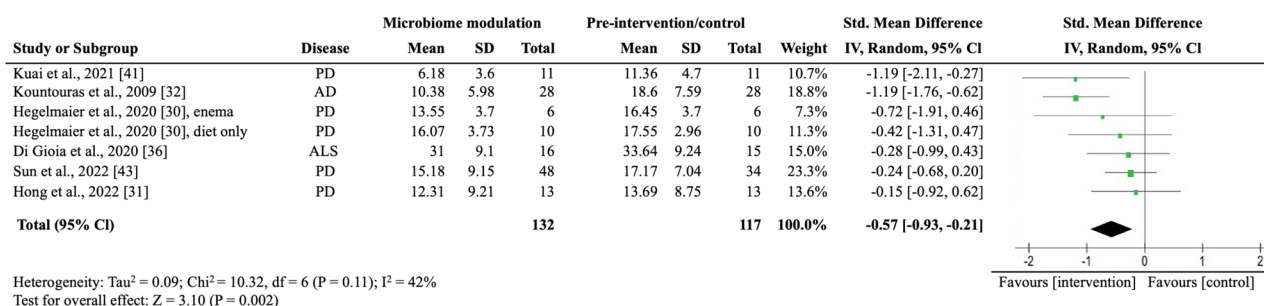 Microbiome modulation Pre-intervention/control Std. Mean Difference Std. Mean Difference
Study or Subgroup Disease Mean SD Total Mean SD Total Weight IV, Random, 95% Cl IV, Random, 95% Cl
Kuai et al., 2021 [41] PD 6.18 3.6 11 11.36 4.7 11 10.7% -1.19 [-2.11, -0.27]
Kountouras et al., 2009 [32] AD 10.38 5.98 28 18.6 7.59 28 18.8% -1.19 [-1.76, -0.62]
Hegelmaier et al., 2020 [30], enema PD 13.55 3.7 6 16.45 3.7 6 7.3% -0.72 [-1.91, 0.46]
Hegelmaier et al., 2020 [30], diet only PD 16.07 3.73 10 17.55 2.96 10 11.3% -0.42 [-1.31, 0.47]
Di Gioia et al., 2020 [36] ALS 31 9.1 16 33.64 9.24 15 15.0% -0.28 [-0.99, 0.43]
Sun et al., 2022 [43] PD 15.18 9.15 48 17.17 7.04 34 23.3% -0.24 [-0.68, 0.20]
Hong et al., 2022 [31] PD 12.31 9.21 13 13.69 8.75 13 13.6% -0.15 [-0.92, 0.62]
Total (95% Cl) 132 117 100.0% -0.57 [-0.93, -0.21]
-2 -1 0 1 2
Favours [intervention] Favours [control]
Heterogeneity: Tau² = 0.09; Chi² = 10.32, df = 6 (P = 0.11); I² = 42%
Test for overall effect: Z = 3.10 (P = 0.002)